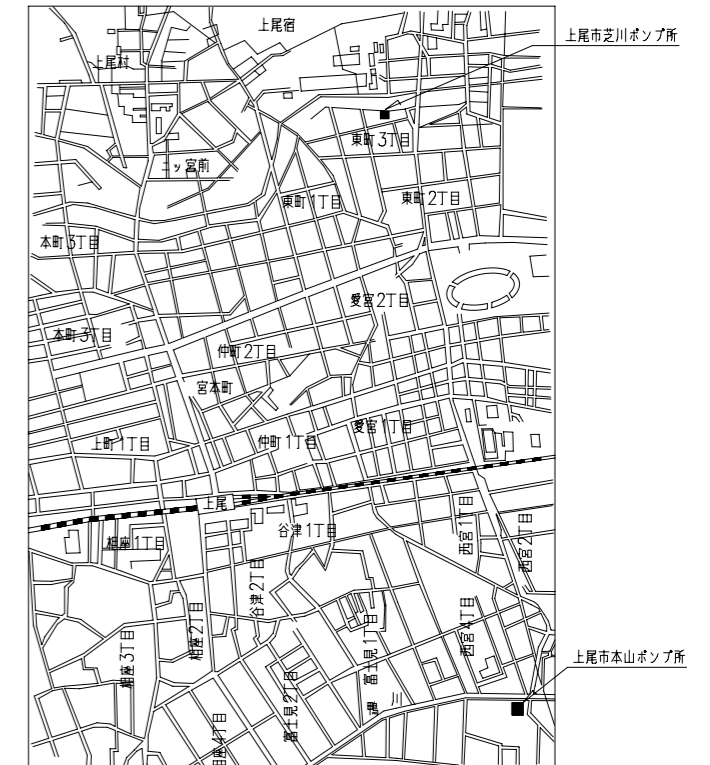 上尾宿
上尾市芝川ポンプ所
上尾村
東町3丁目
二ッ宮前
東町1丁目
東町2丁目
本町3丁目
愛宮2丁目
本町3丁目
仲町2丁目
宮本町
愛宮1丁目
上町1丁目
仲町1丁目
上尾
谷津1丁目
西宮1丁目
西宮2丁目
柏座1丁目
谷津2丁目
柏座2丁目
富士見1丁目
西宮4丁目
柏座3丁目
上尾市本山ポンプ所
富士見2丁目
川
柏座4丁目